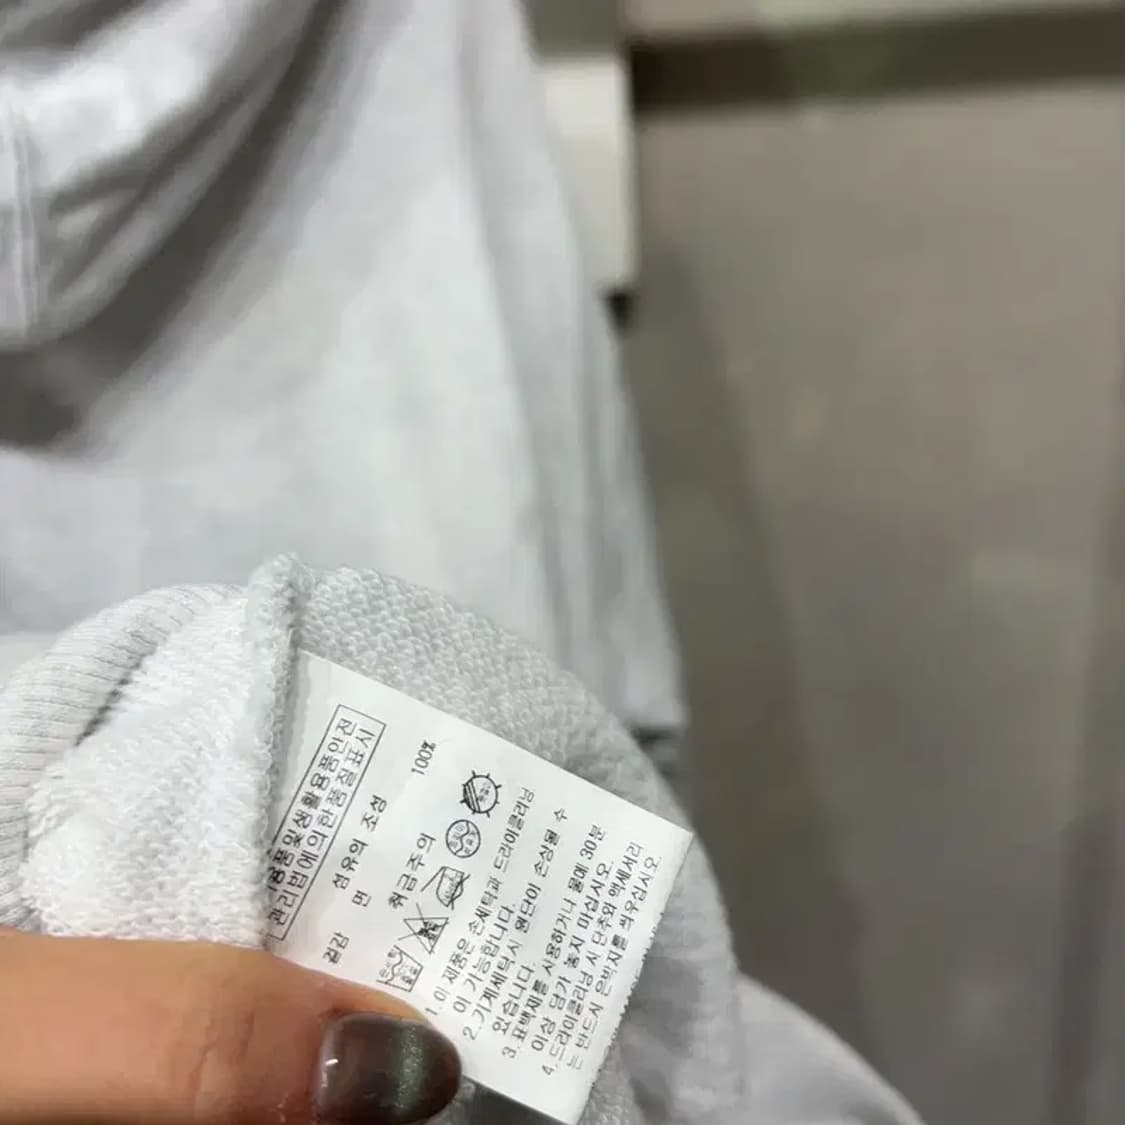 용품 및 생활용품안전
관리법에의한품질표시
섬유의 조성
겉감 면 100%
취급주의
1. 이 제품은 손세탁과 드라이클리닝
이 가능합니다.
2. 기계세탁시 원단이 손상될 수
있습니다.
3. 표백제를 사용하거나 물에 30분
이상 담가 놓지 마십시오.
4. 드라이클리닝 시 단추와 액세서리
는 반드시 은박지를 씌우십시오.